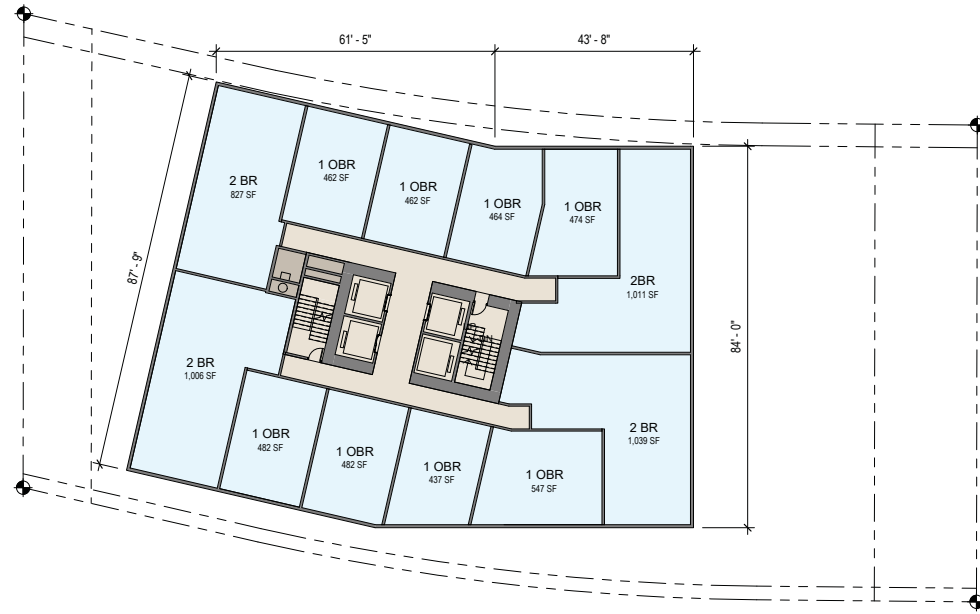 61' - 5"
43' - 8"
87' - 9"
84' - 0"
2 BR
827 SF
1 OBR
462 SF
1 OBR
462 SF
1 OBR
464 SF
1 OBR
474 SF
2BR
1,011 SF
2 BR
1,006 SF
1 OBR
482 SF
1 OBR
482 SF
1 OBR
437 SF
1 OBR
547 SF
2 BR
1,039 SF